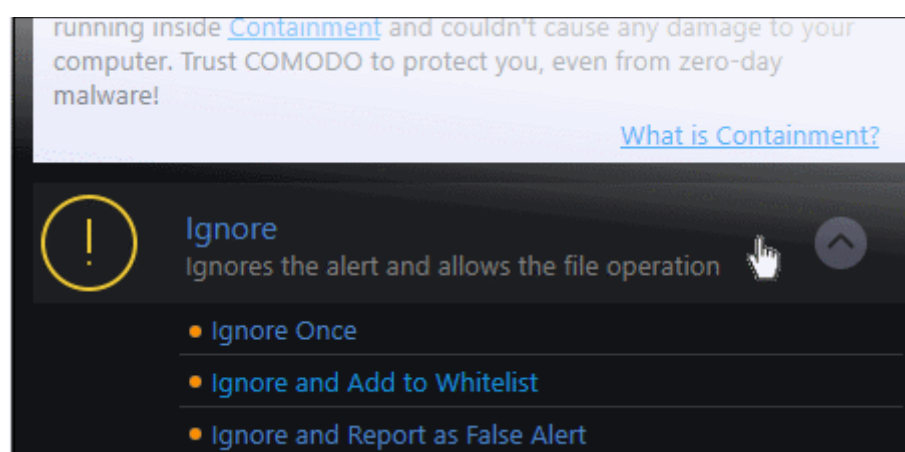 running inside Containment and couldn't cause any damage to your
computer. Trust COMODO to protect you, even from zero-day
malware!
What is Containment?
Ignore
Ignores the alert and allows the file operation
Ignore Once
Ignore and Add to Whitelist
Ignore and Report as False Alert